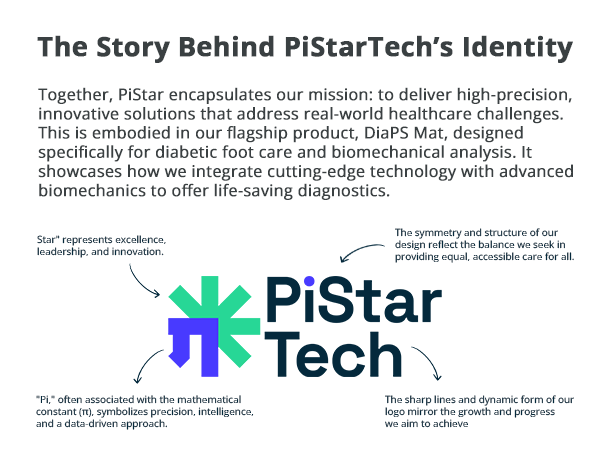 The Story Behind PiStarTech's Identity
Together, PiStar encapsulates our mission: to deliver high-precision,
innovative solutions that address real-world healthcare challenges.
This is embodied in our flagship product, DiaPS Mat, designed
specifically for diabetic foot care and biomechanical analysis. It
showcases how we integrate cutting-edge technology with advanced
biomechanics to offer life-saving diagnostics.
Star" represents excellence,
leadership, and innovation.
The symmetry and structure of our
design reflect the balance we seek in
providing equal, accessible care for all.
PiStar
Tech
"Pi," often associated with the mathematical
constant (π), symbolizes precision, intelligence,
and a data-driven approach.
The sharp lines and dynamic form of our
logo mirror the growth and progress
we aim to achieve